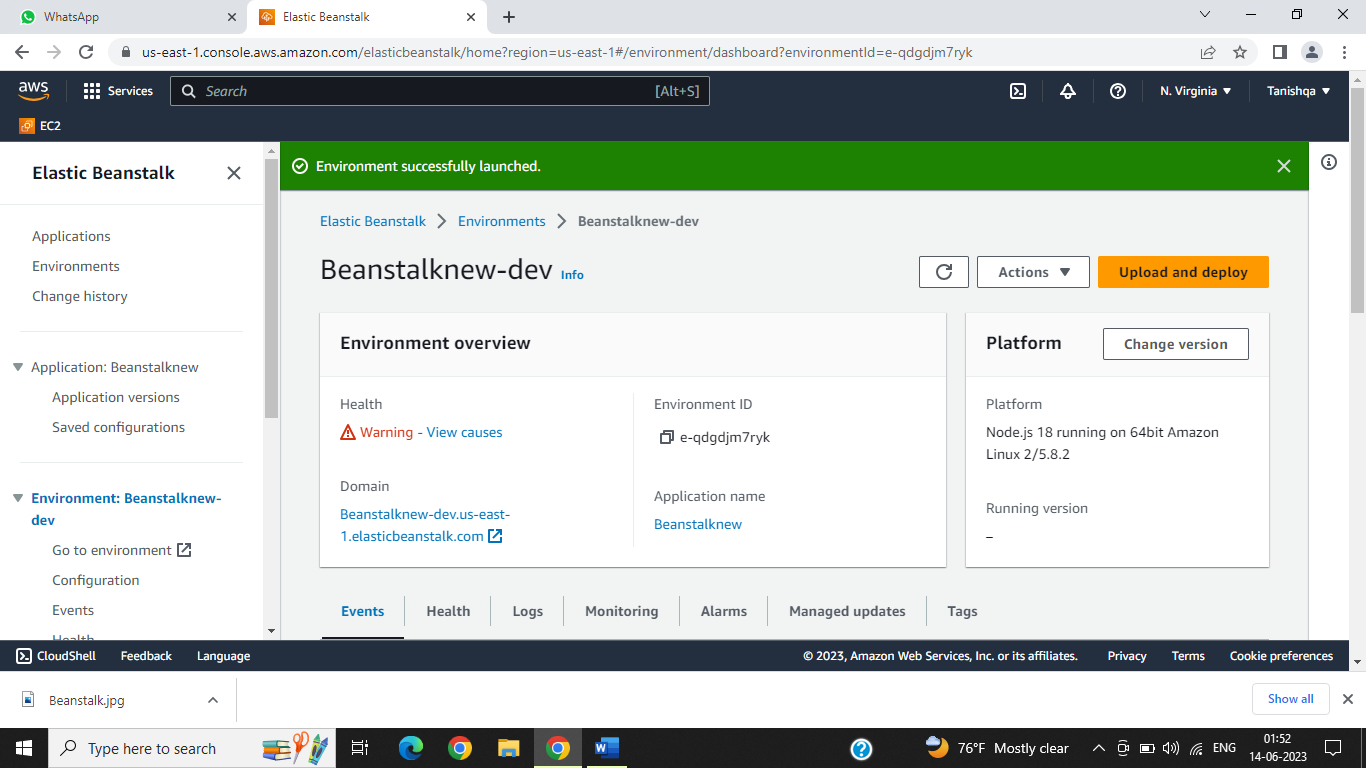 WhatsApp
Elastic Beanstalk
us-east-1.console.aws.amazon.com/elasticbeanstalk/home?region=us-east-1#/environment/dashboard?environmentId=e-qdgdjm7ryk
aws
Services
Search
[Alt+S]
N. Virginia
Tanishqa
EC2
Elastic Beanstalk
Applications
Environments
Change history
Application: Beanstalknew
Application versions
Saved configurations
Environment: Beanstalknew-
dev
Go to environment
Configuration
Events
Health
Environment successfully launched.
Elastic Beanstalk
Environments
Beanstalknew-dev
Beanstalknew-dev Info
Actions
Upload and deploy
Environment overview
Health
Warning - View causes
Domain
Beanstalknew-dev.us-east-
1.elasticbeanstalk.com
Environment ID
e-qdgdjm7ryk
Application name
Beanstalknew
Platform
Change version
Platform
Node.js 18 running on 64bit Amazon
Linux 2/5.8.2
Running version
–
Events
Health
Logs
Monitoring
Alarms
Managed updates
Tags
CloudShell
Feedback
Language
© 2023, Amazon Web Services, Inc. or its affiliates.
Privacy
Terms
Cookie preferences
Beanstalk.jpg
Show all
Type here to search
76°F Mostly clear
ENG
01:52
14-06-2023